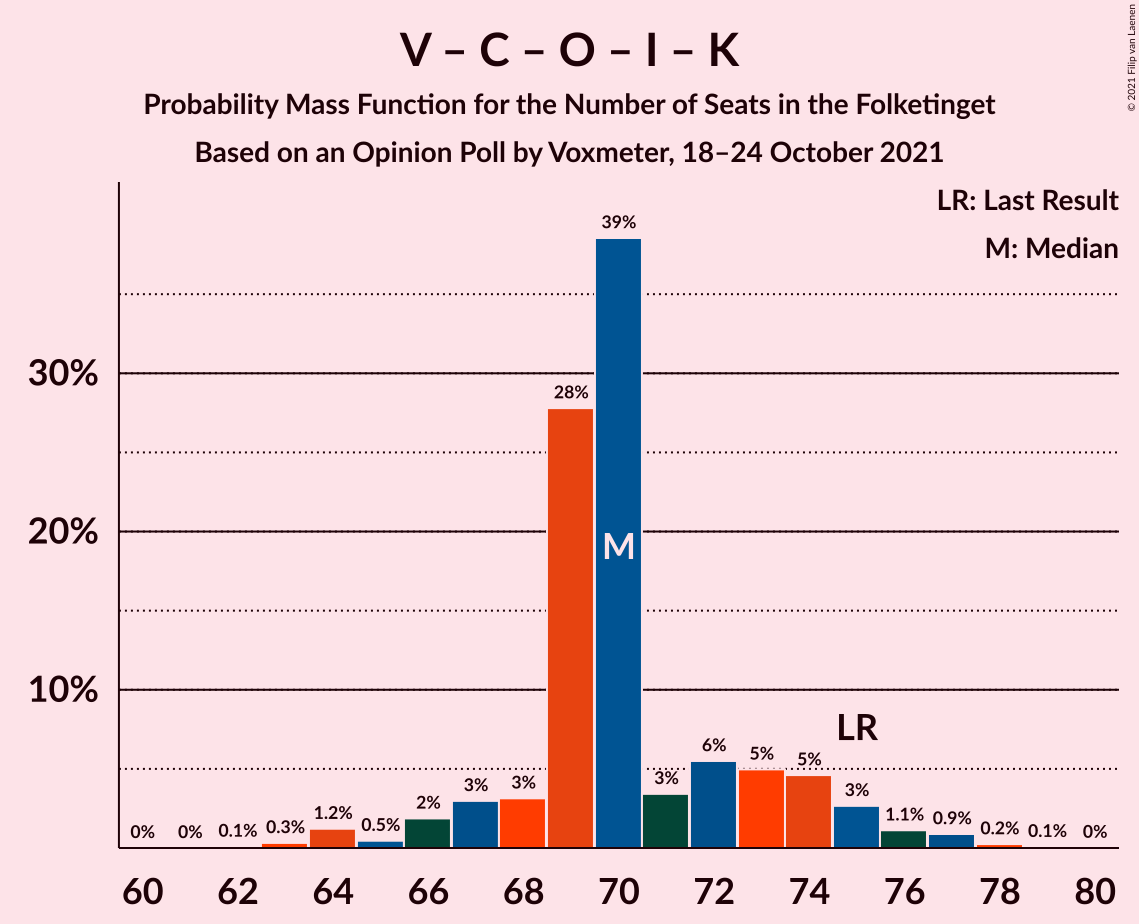 V – C – O – I – K
Probability Mass Function for the Number of Seats in the Folketinget
Based on an Opinion Poll by Voxmeter, 18–24 October 2021
© 2021 Filip van Laenen
LR: Last Result
M: Median
39%
30%
28%
20%
M
10%
LR
0% 0% 0.1% 0.3% 1.2% 0.5% 2% 3% 3% 3% 6% 5% 5% 3% 1.1% 0.9% 0.2% 0.1% 0%
60 62 64 66 68 70 72 74 76 78 80